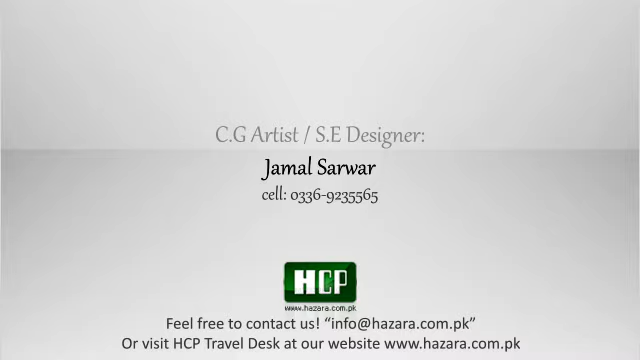 C.G Artist / S.E Designer:
Jamal Sarwar
cell: 0336-9235565
HCP
www.hazara.com.pk
Feel free to contact us! “info@hazara.com.pk”
Or visit HCP Travel Desk at our website www.hazara.com.pk